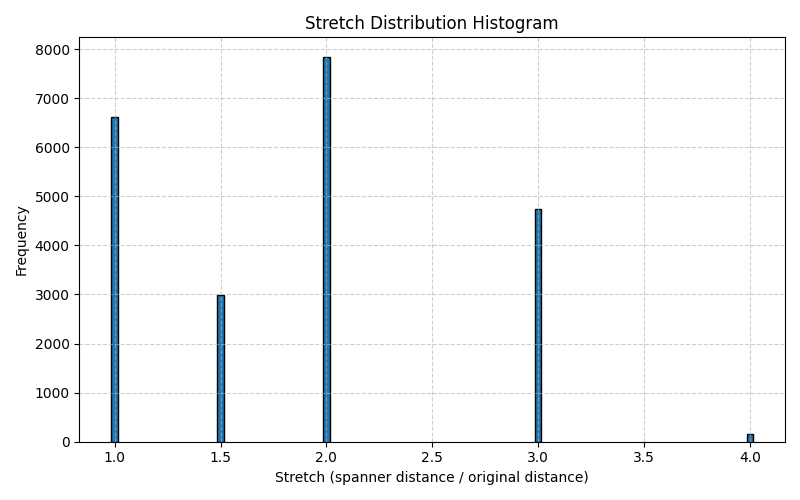 Stretch Distribution Histogram
8000
7000
6000
5000
4000
3000
2000
1000
0
Frequency
1.0 1.5 2.0 2.5 3.0 3.5 4.0
Stretch (spanner distance / original distance)